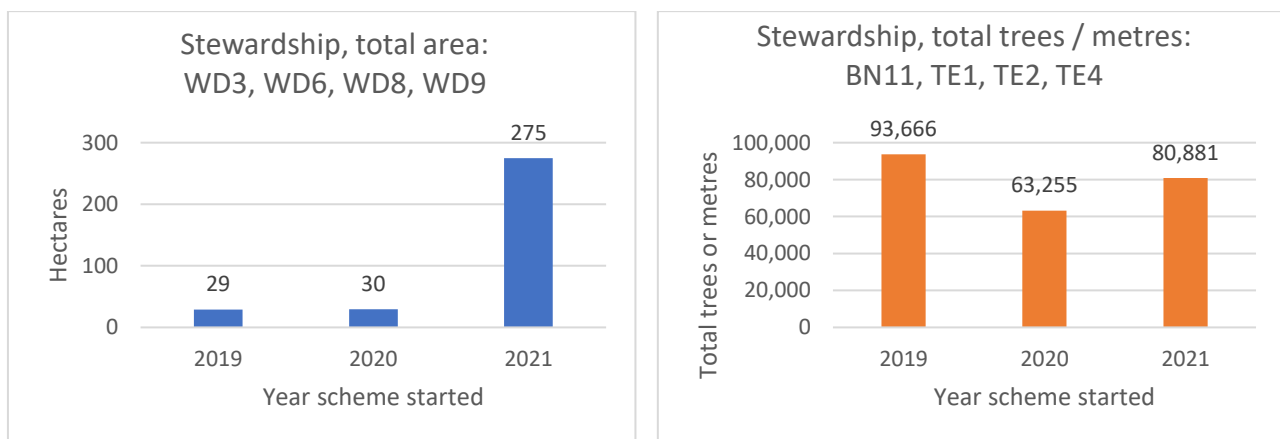 Stewardship, total area:
WD3, WD6, WD8, WD9
Hectares
300
200
100
0
29
30
275
2019
2020
2021
Year scheme started
Stewardship, total trees / metres:
BN11, TE1, TE2, TE4
Total trees or metres
100,000
80,000
60,000
40,000
20,000
0
93,666
63,255
80,881
2019
2020
2021
Year scheme started